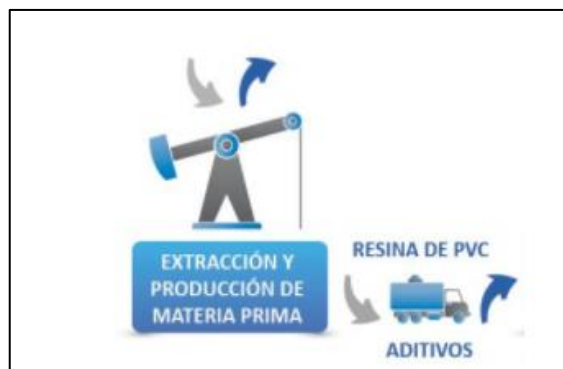 EXTRACCIÓN Y
PRODUCCIÓN DE
MATERIA PRIMA
RESINA DE PVC
ADITIVOS